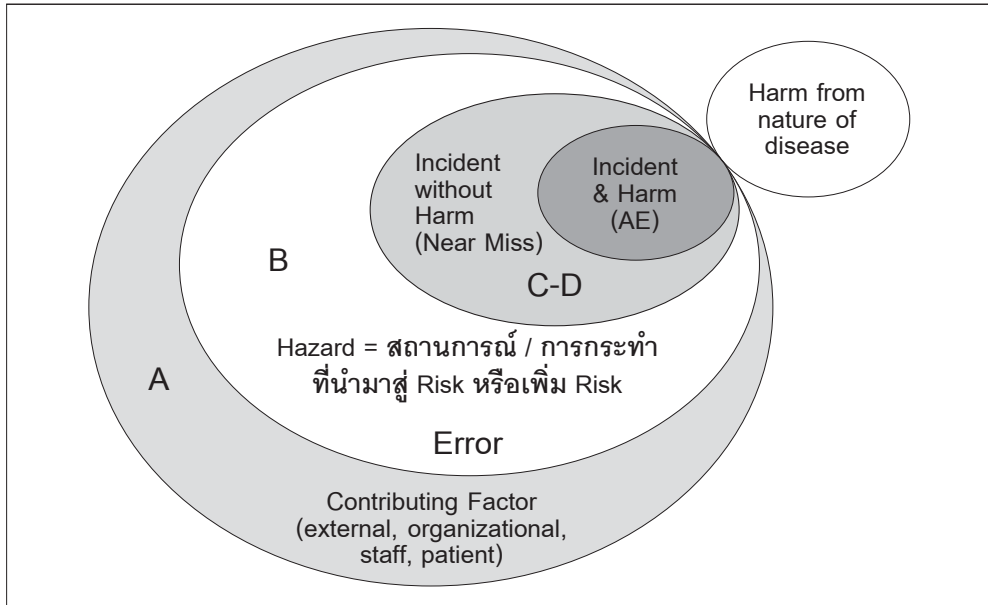 Harm from
nature of
disease
Incident
without
Harm
(Near Miss)
Incident
& Harm
(AE)
B
C-D
Hazard = สถานการณ์ / การกระทำ
ที่นำมาสู่ Risk หรือเพิ่ม Risk
A
Error
Contributing Factor
(external, organizational,
staff, patient)